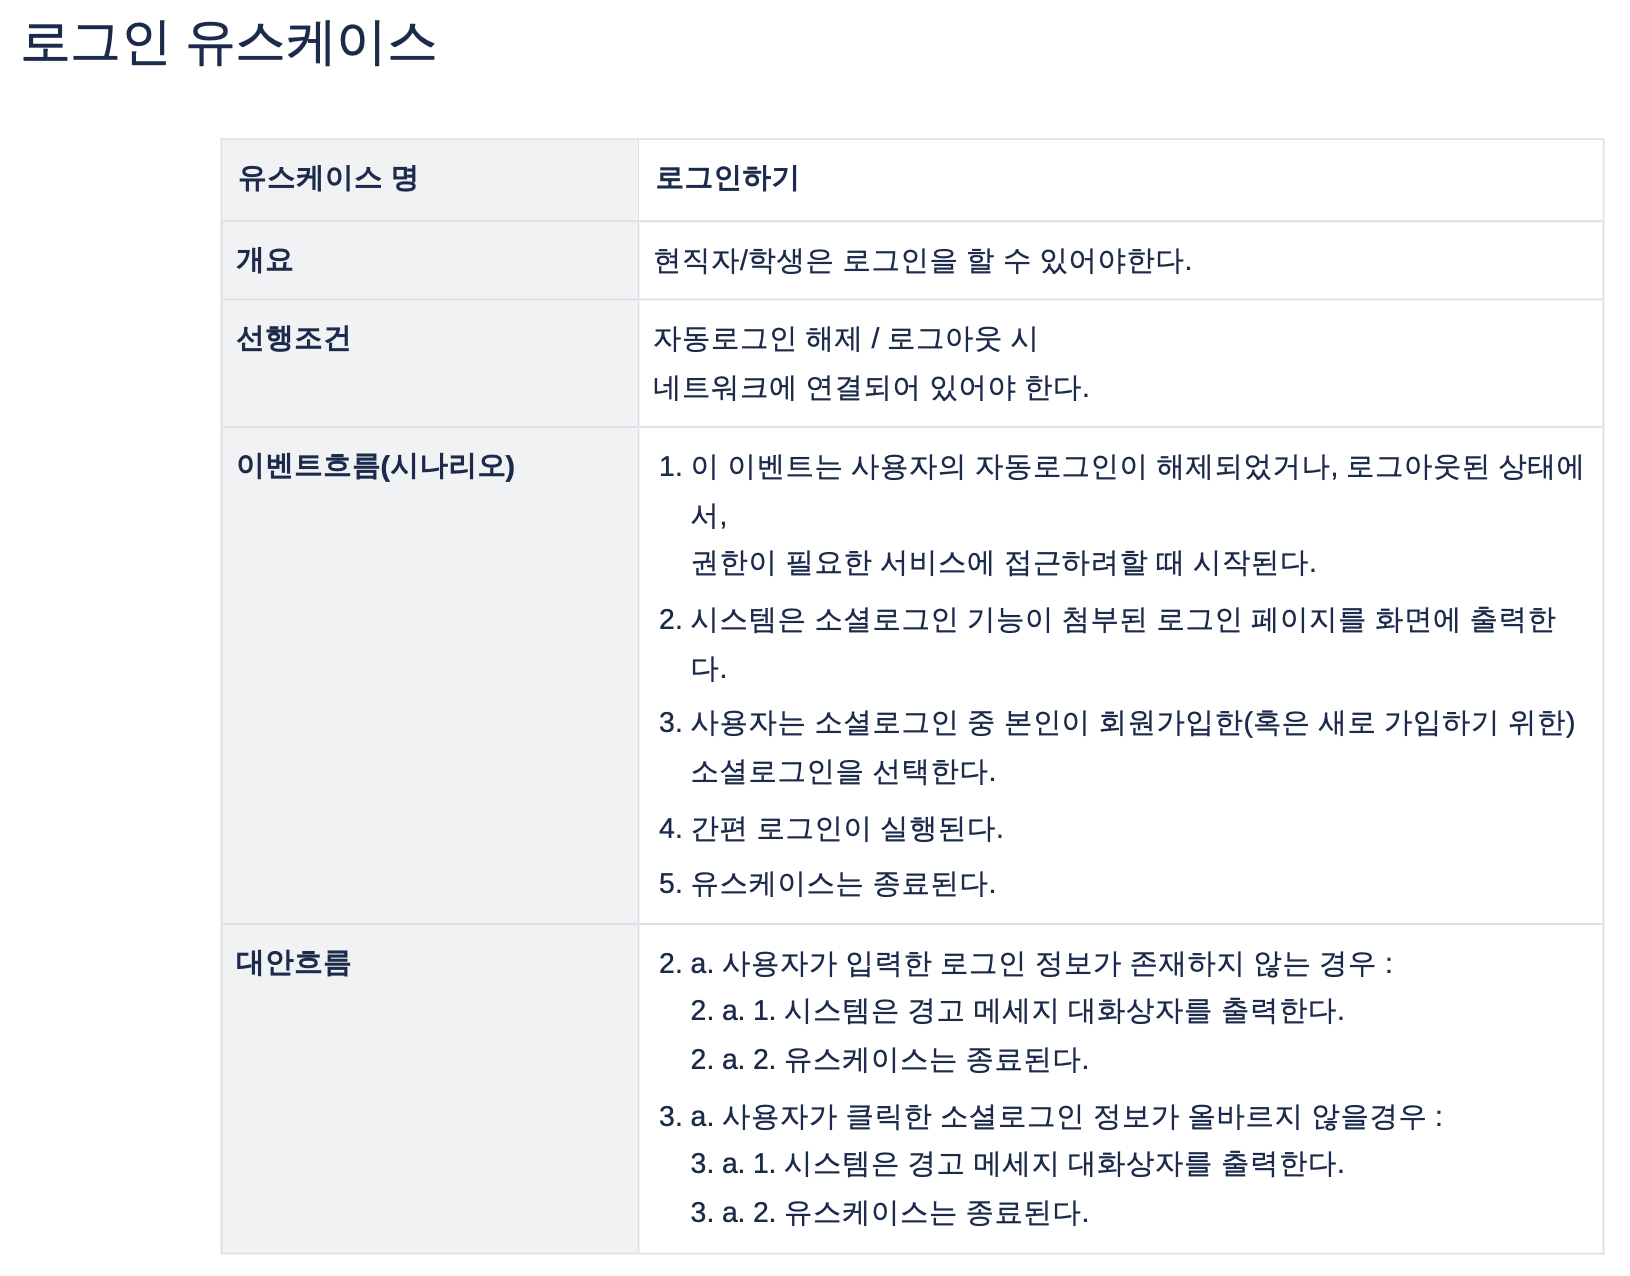 로그인 유스케이스
유스케이스 명
로그인하기
개요
현직자/학생은 로그인을 할 수 있어야한다.
선행조건
자동로그인 해제 / 로그아웃 시
네트워크에 연결되어 있어야 한다.
이벤트흐름(시나리오)
1. 이 이벤트는 사용자의 자동로그인이 해제되었거나, 로그아웃된 상태에
서,
권한이 필요한 서비스에 접근하려할 때 시작된다.
2. 시스템은 소셜로그인 기능이 첨부된 로그인 페이지를 화면에 출력한
다.
3. 사용자는 소셜로그인 중 본인이 회원가입한(혹은 새로 가입하기 위한)
소셜로그인을 선택한다.
4. 간편 로그인이 실행된다.
5. 유스케이스는 종료된다.
대안흐름
2. a. 사용자가 입력한 로그인 정보가 존재하지 않는 경우 :
2. a. 1. 시스템은 경고 메세지 대화상자를 출력한다.
2. a. 2. 유스케이스는 종료된다.
3. a. 사용자가 클릭한 소셜로그인 정보가 올바르지 않을경우 :
3. a. 1. 시스템은 경고 메세지 대화상자를 출력한다.
3. a. 2. 유스케이스는 종료된다.